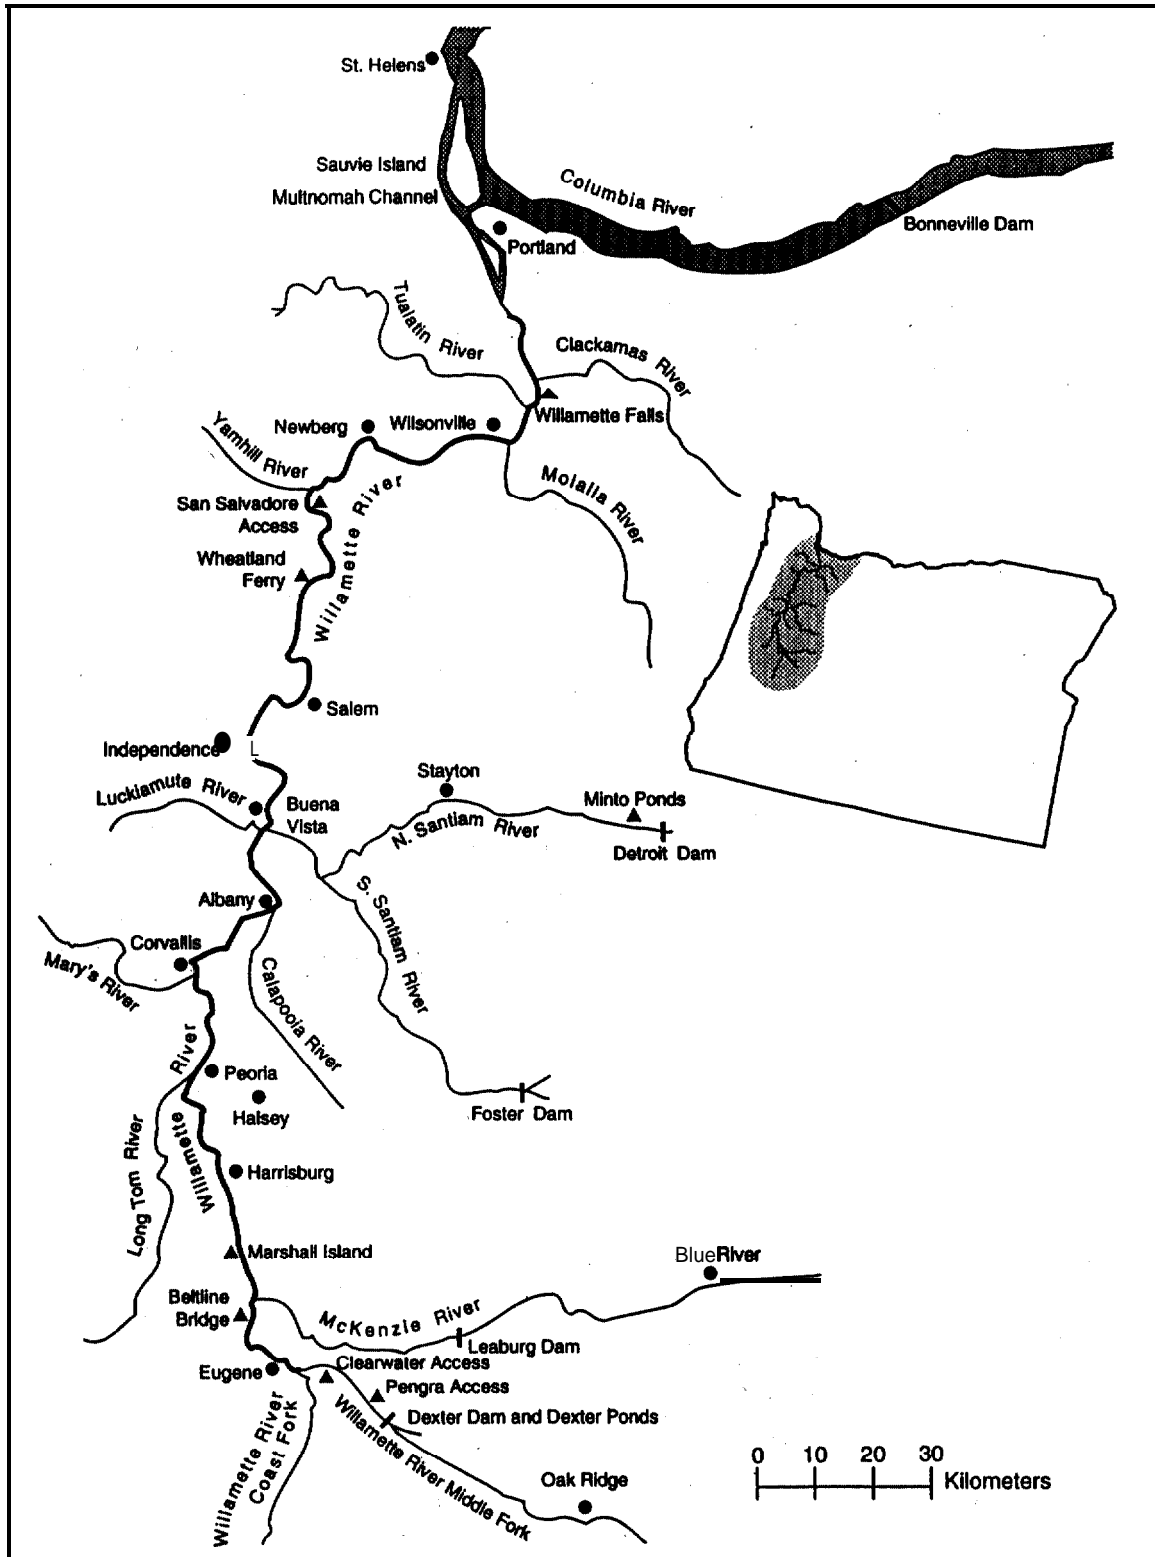 St. Helens
Sauvie Island
Multnomah Channel
Columbia River
Bonneville Dam
Portland
Tualatin River
Clackamas River
Willamette Falls
Newberg
Wilsonville
Yamhill River
Molalla River
San Salvadore
Access
Willamette River
Wheatland
Ferry
Salem
Independence
L
Luckiamute River
Buena
Vista
Stayton
Minto Ponds
N. Santiam River
Detroit Dam
Albany
S. Santiam River
Corvallis
Mary's River
Calapooia River
Willamette River
Peoria
Halsey
Foster Dam
Long Tom River
Harrisburg
Marshall Island
BlueRiver
Beltline
Bridge
McKenzie River
Leaburg Dam
Eugene
Clearwater Access
Pengra Access
Dexter Dam and Dexter Ponds
Willamette River
Coast Fork
Willamette River Middle Fork
Oak Ridge
0 10 20 30
Kilometers